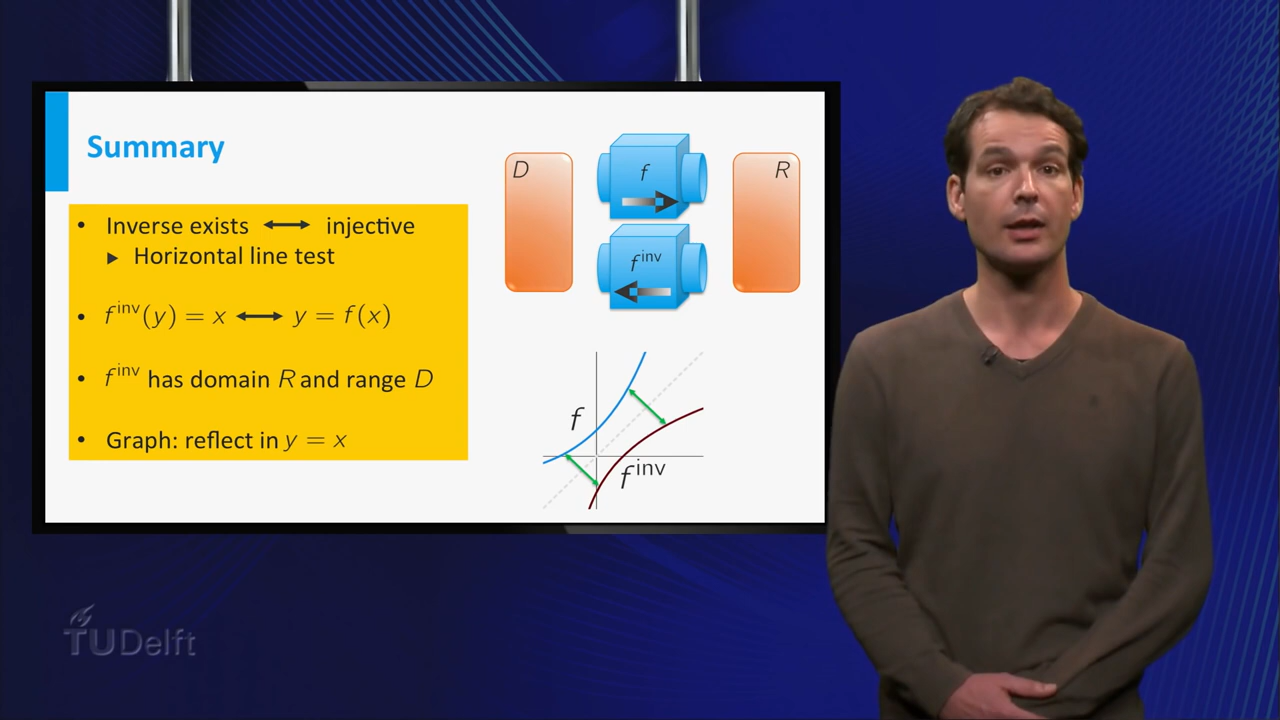 Summary
• Inverse exists ⟷ injective
▶ Horizontal line test
• f^inv(y) = x ⟷ y = f(x)
• f^inv has domain R and range D
• Graph: reflect in y = x
D
f
R
f^inv
f
f^inv
TUDelft